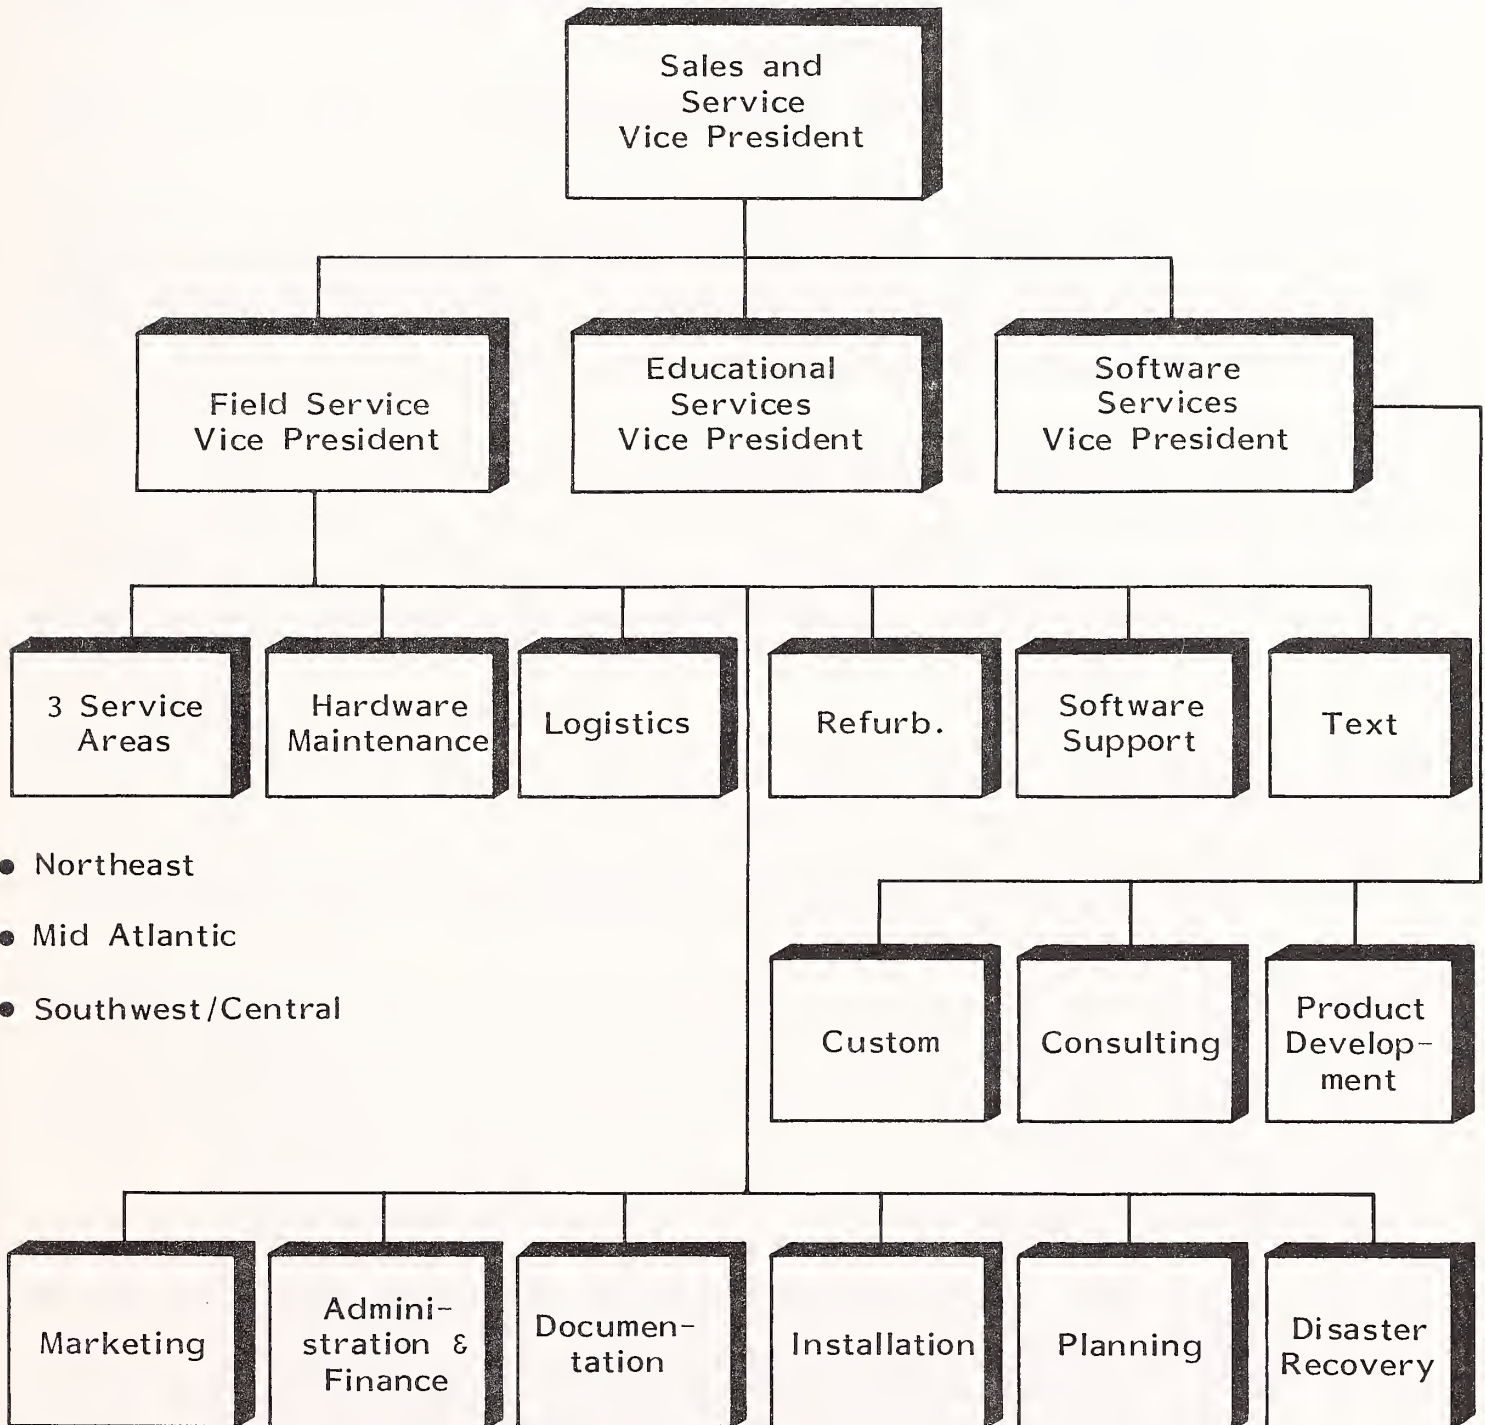 Sales and
Service
Vice President
Field Service
Vice President
Educational
Services
Vice President
Software
Services
Vice President
3 Service
Areas
Hardware
Maintenance
Logistics
Refurb.
Software
Support
Text
• Northeast
• Mid Atlantic
• Southwest/Central
Custom
Consulting
Product
Develop-
ment
Marketing
Admini-
stration &
Finance
Documen-
tation
Installation
Planning
Disaster
Recovery